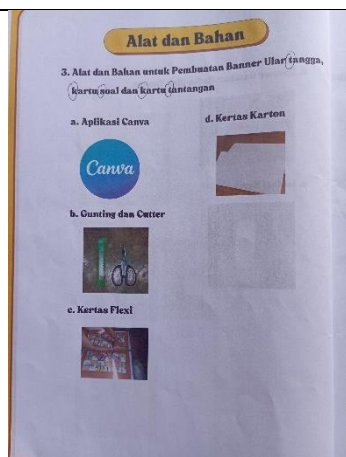 Alat dan Bahan
3. Alat dan Bahan untuk Pembuatan Banner Ular tangga,
kartu soal dan kartu tantangan
a. Aplikasi Canva
d. Kertas Karton
Canva
b. Gunting dan Cutter
c. Kertas Flexi